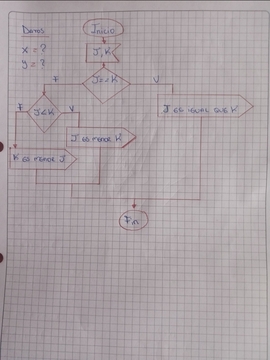 Datos
x = ?
y = ?
Inicio
J, K
J = K
F
V
J < K
F
V
J es igual que K
J es menor K
K es menor J
Fin